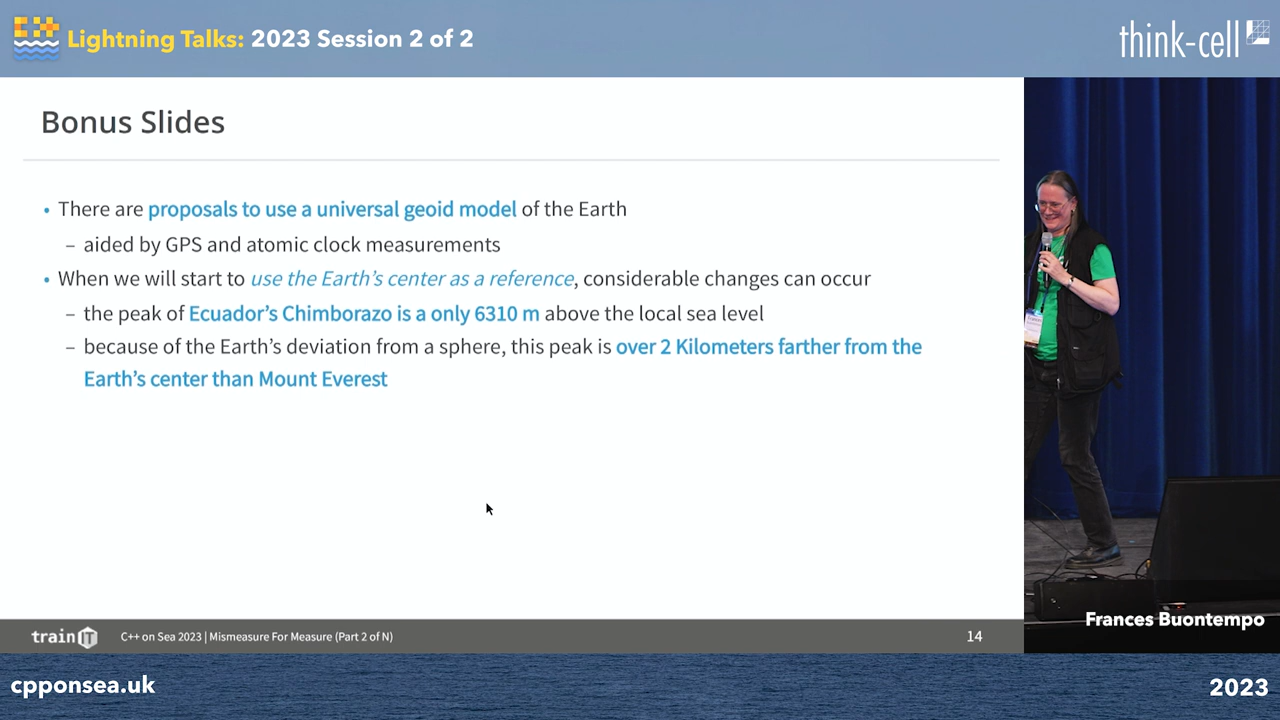 Lightning Talks: 2023 Session 2 of 2
think-cell
Bonus Slides
• There are proposals to use a universal geoid model of the Earth
– aided by GPS and atomic clock measurements
• When we will start to use the Earth's center as a reference, considerable changes can occur
– the peak of Ecuador's Chimborazo is a only 6310 m above the local sea level
– because of the Earth's deviation from a sphere, this peak is over 2 Kilometers farther from the
Earth's center than Mount Everest
train IT
C++ on Sea 2023 | Mismeasure For Measure (Part 2 of N)
14
Frances Buontempo
cpponsea.uk
2023